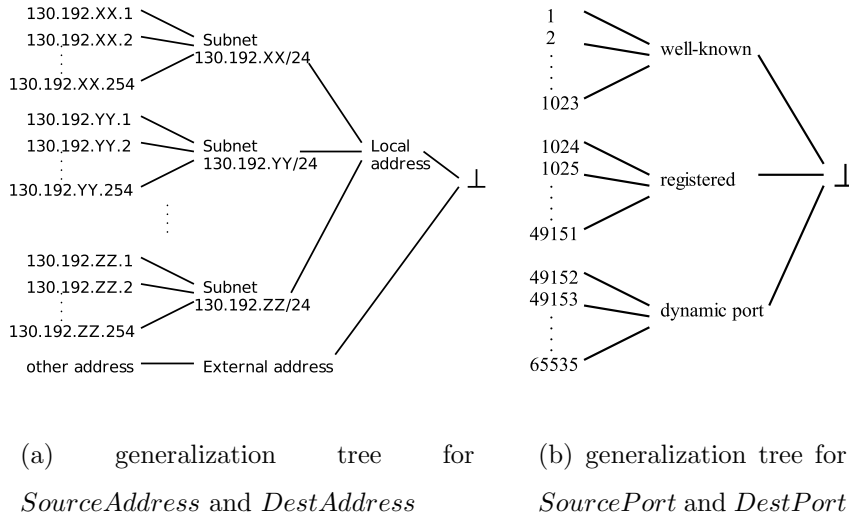 130.192.XX.1
130.192.XX.2
130.192.XX.254
Subnet
130.192.XX/24
130.192.YY.1
130.192.YY.2
130.192.YY.254
Subnet
130.192.YY/24
Local
address
⊥
130.192.ZZ.1
130.192.ZZ.2
130.192.ZZ.254
Subnet
130.192.ZZ/24
other address
External address
(a) generalization tree for
SourceAddress and DestAddress
1
2
1023
well-known
1024
1025
49151
registered
⊥
49152
49153
65535
dynamic port
(b) generalization tree for
SourcePort and DestPort